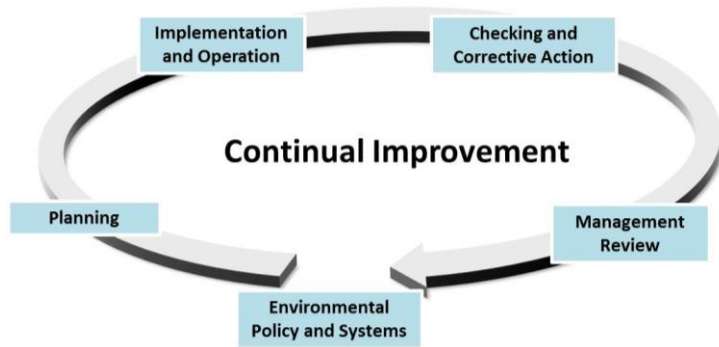 Implementation
and Operation
Checking and
Corrective Action
Continual Improvement
Planning
Management
Review
Environmental
Policy and Systems